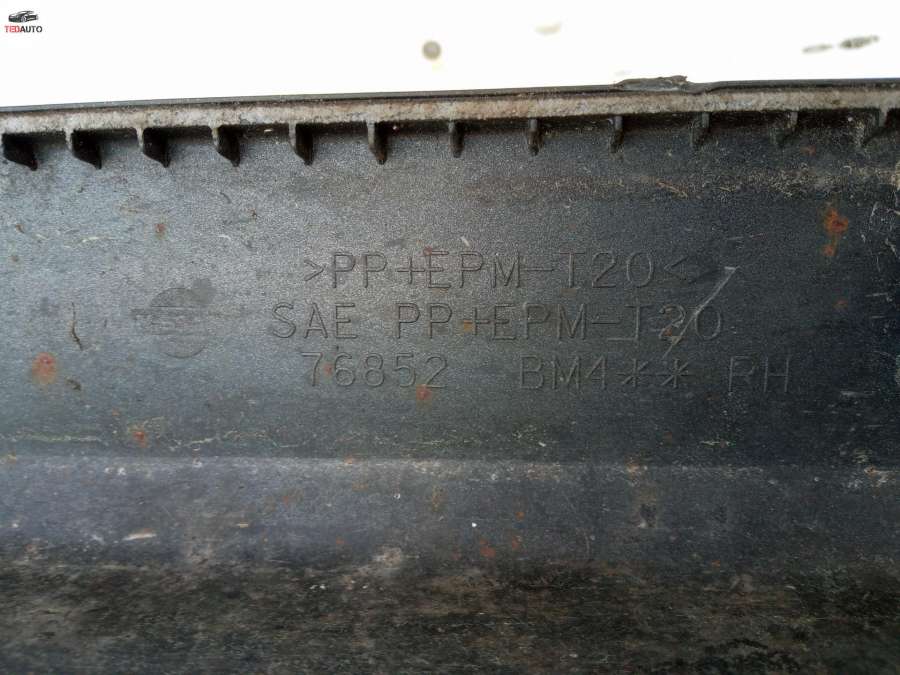 TEDAUTO
>PP+EPM-T20<
SAE PP+EPM-T20
76852 BM4** RH